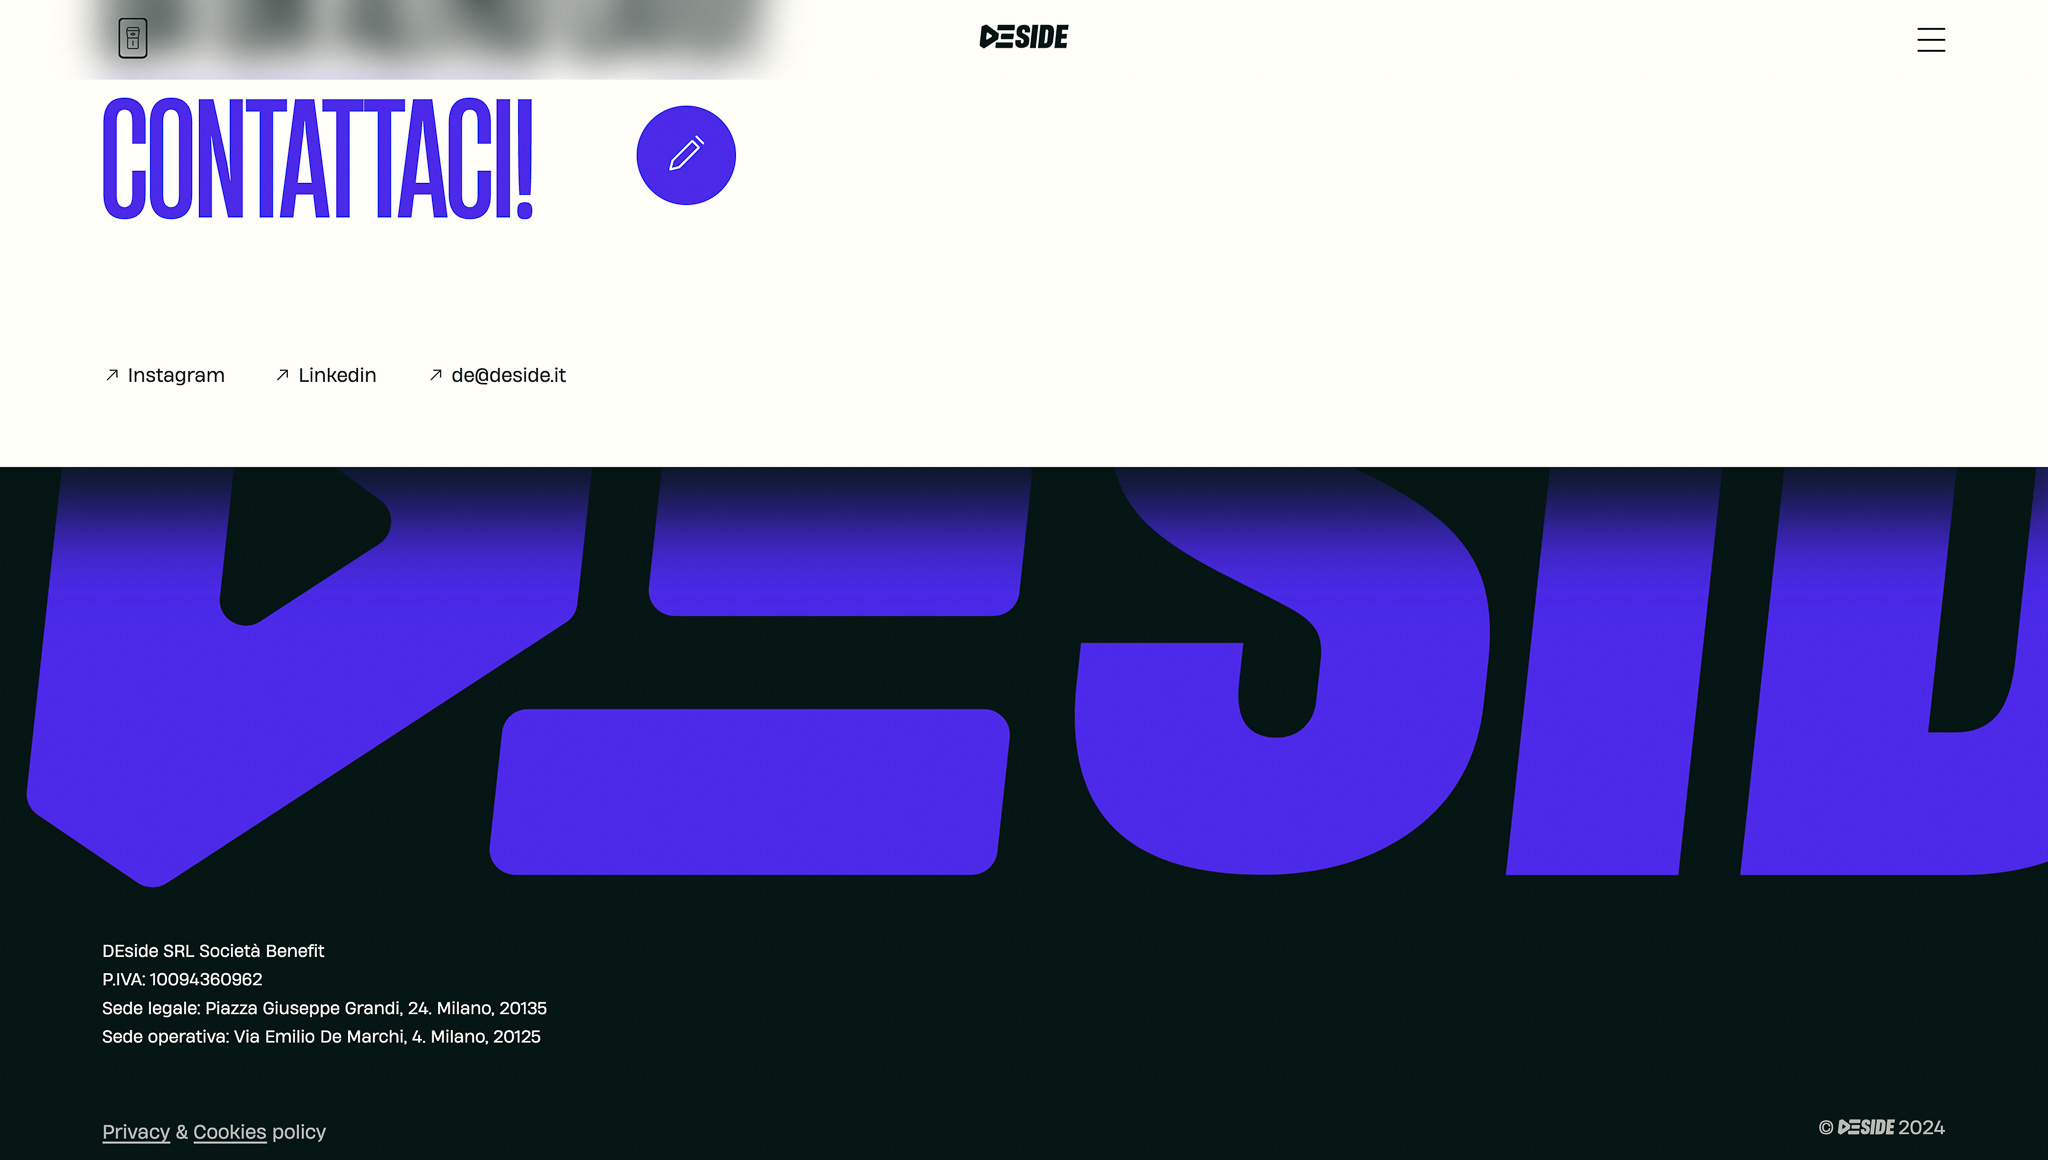 DESIDE
CONTATTACI!
Instagram
Linkedin
de@deside.it
DESID
DEside SRL Società Benefit
P.IVA: 10094360962
Sede legale: Piazza Giuseppe Grandi, 24. Milano, 20135
Sede operativa: Via Emilio De Marchi, 4. Milano, 20125
Privacy & Cookies policy
© DESIDE 2024